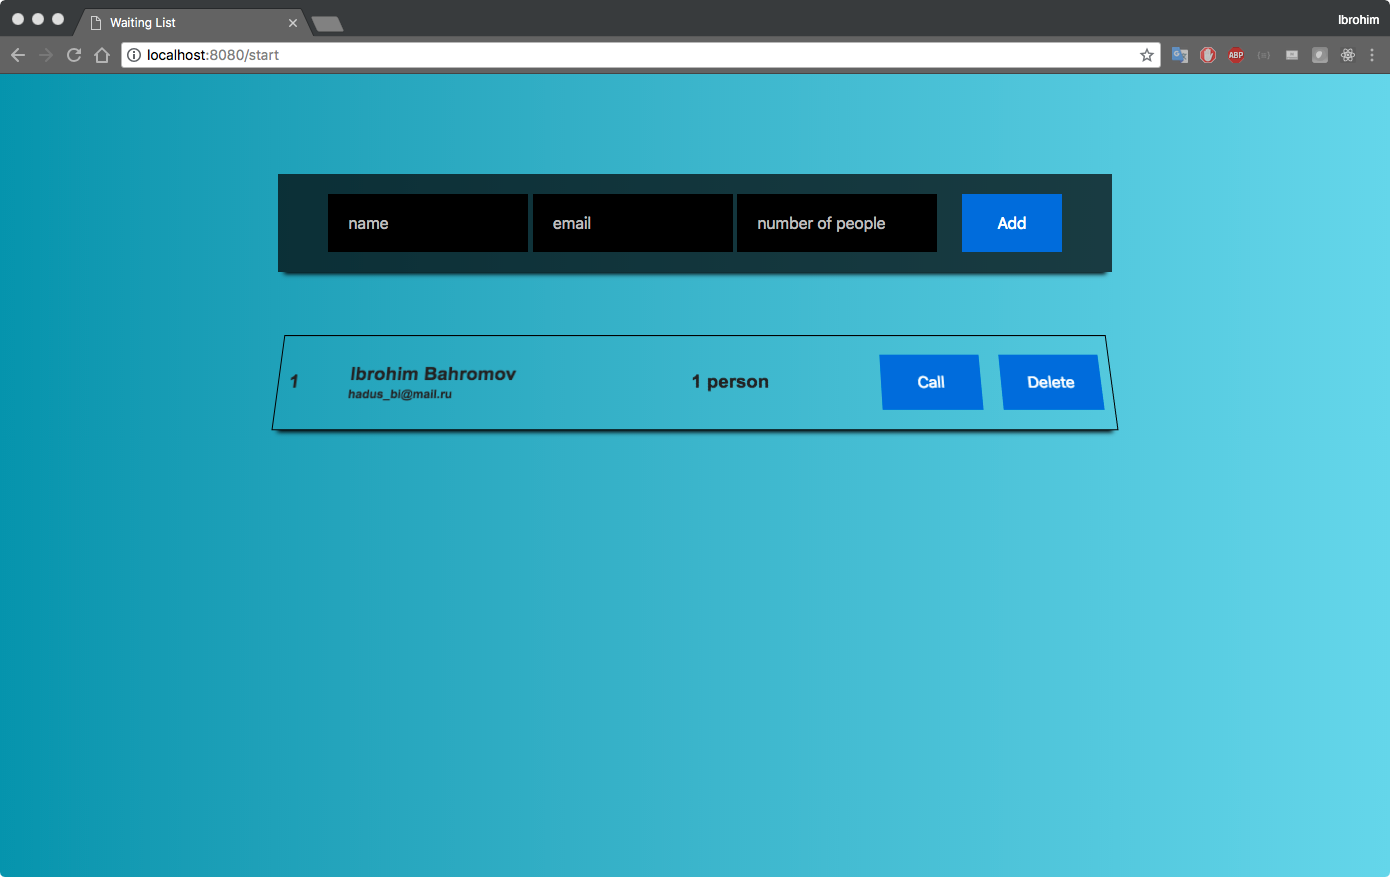 Waiting List
Ibrohim
localhost:8080/start
ABP
name
email
number of people
Add
1
Ibrohim Bahromov
hadus_bi@mail.ru
1 person
Call
Delete